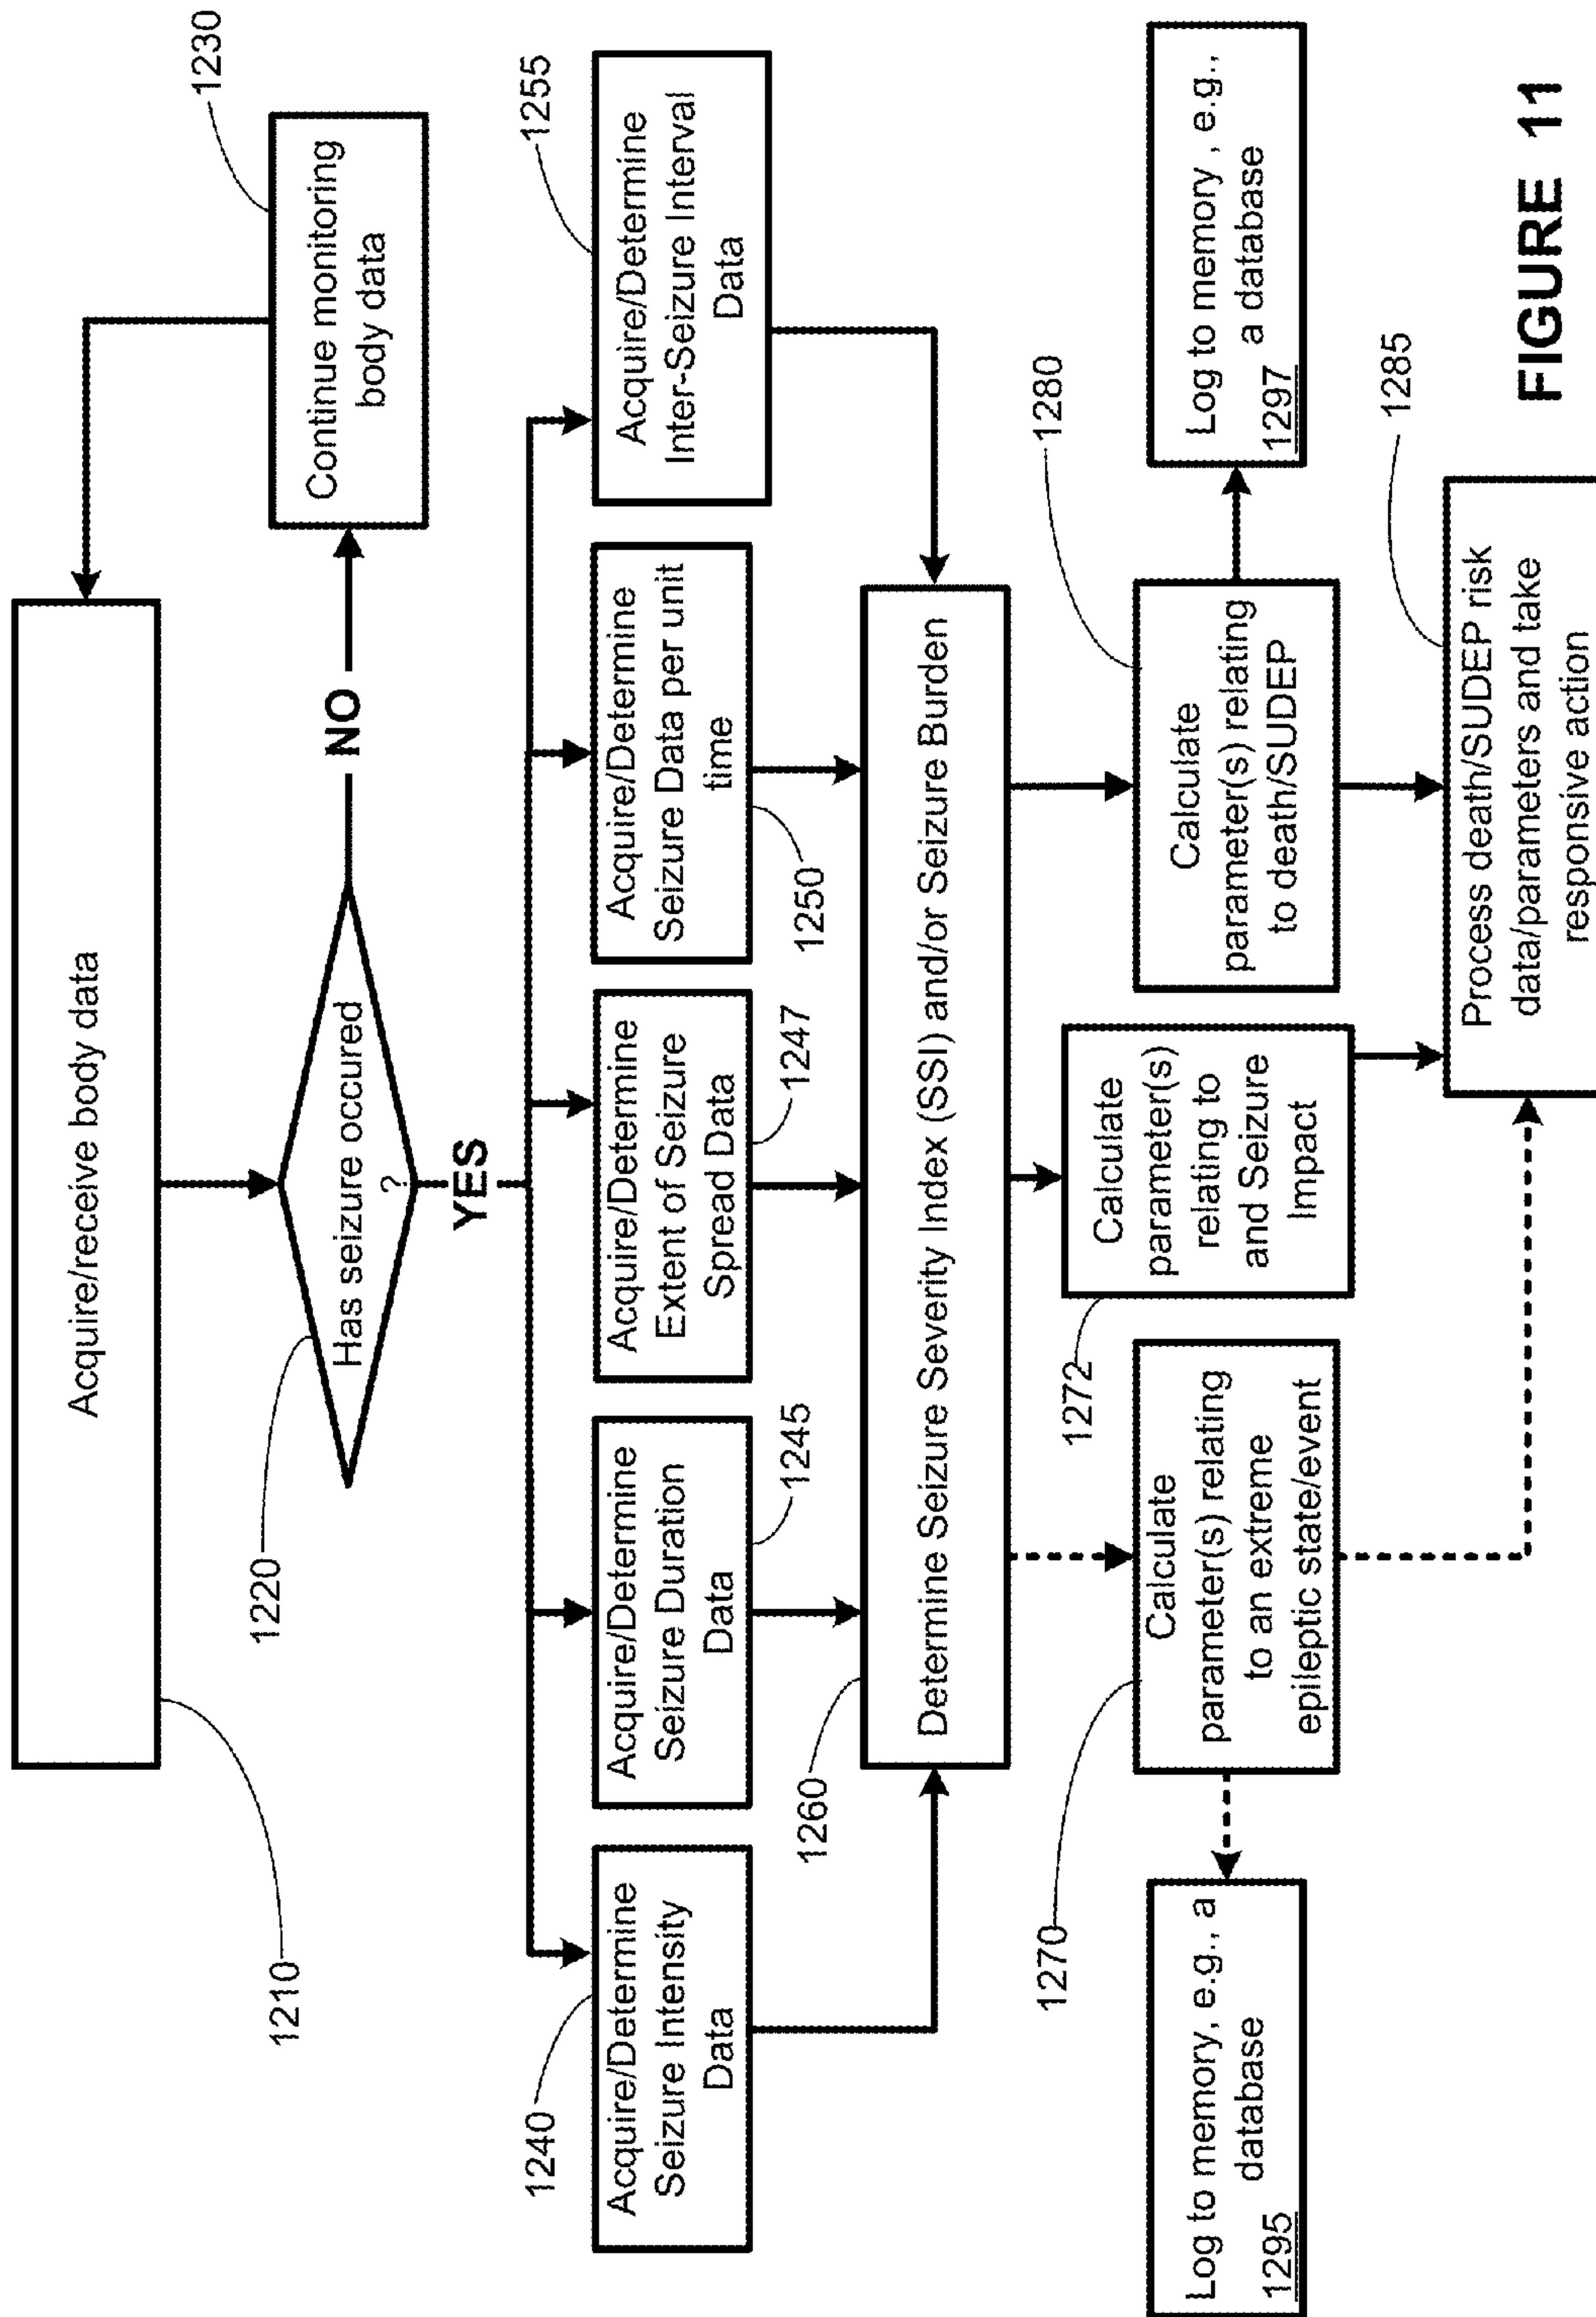 Acquire/receive body data
1210
1220
Has seizure occured
?
NO
1230
Continue monitoring
body data
YES
1240
Acquire/Determine
Seizure Intensity
Data
Acquire/Determine
Seizure Duration
Data
1245
Acquire/Determine
Extent of Seizure
Spread Data
1247
Acquire/Determine
Seizure Data per unit
time
1250
1255
Acquire/Determine
Inter-Seizure Interval
Data
1260
Determine Seizure Severity Index (SSI) and/or Seizure Burden
1270
Calculate
parameter(s) relating
to an extreme
epileptic state/event
1272
Calculate
parameter(s)
relating to
and Seizure
Impact
1280
Calculate
parameter(s) relating
to death/SUDEP
Log to memory, e.g., a
database
1295
Log to memory , e.g.,
a database
1297
1285
Process death/SUDEP risk
data/parameters and take
responsive action
FIGURE 11